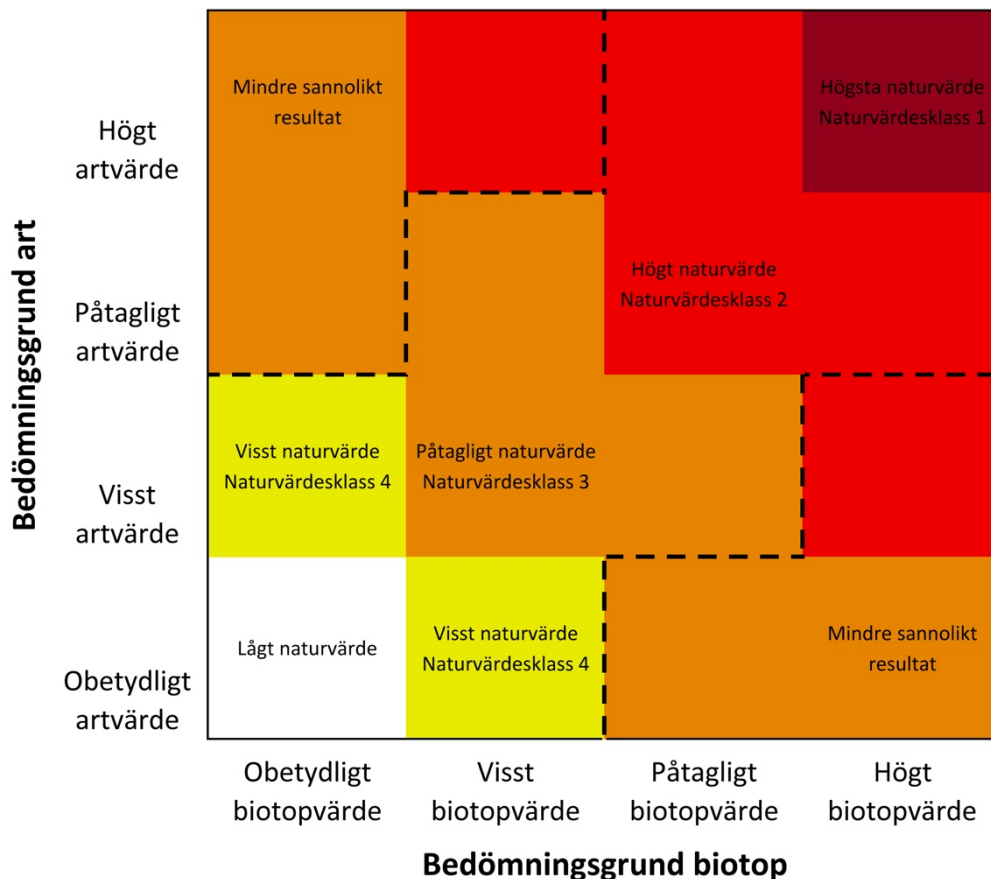 Bedömningsgrund art
Högt
artvärde
Mindre sannolikt
resultat
Högsta naturvärde
Naturvärdesklass 1
Påtagligt
artvärde
Högt naturvärde
Naturvärdesklass 2
Visst
artvärde
Visst naturvärde
Naturvärdesklass 4
Påtagligt naturvärde
Naturvärdesklass 3
Obetydligt
artvärde
Lågt naturvärde
Visst naturvärde
Naturvärdesklass 4
Mindre sannolikt
resultat
Obetydligt
biotopvärde
Visst
biotopvärde
Påtagligt
biotopvärde
Högt
biotopvärde
Bedömningsgrund biotop